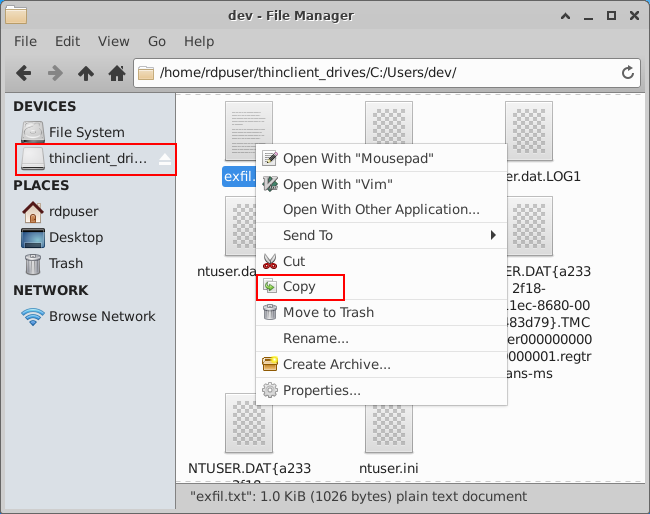 dev - File Manager
File Edit View Go Help
/home/rdpuser/thinclient_drives/C:/Users/dev/
DEVICES
File System
thinclient_dri...
PLACES
rdpuser
Desktop
Trash
NETWORK
Browse Network
exfil.
er.dat.LOG1
ntuser.da
SER.DAT{a233
2f18-
11ec-8680-00
83d79}.TMC
er000000000
0000001.regtr
ans-ms
NTUSER.DAT{a233
ntuser.ini
Open With "Mousepad"
Open With "Vim"
Open With Other Application...
Send To
Cut
Copy
Move to Trash
Rename...
Create Archive...
Properties...
"exfil.txt": 1.0 KiB (1026 bytes) plain text document